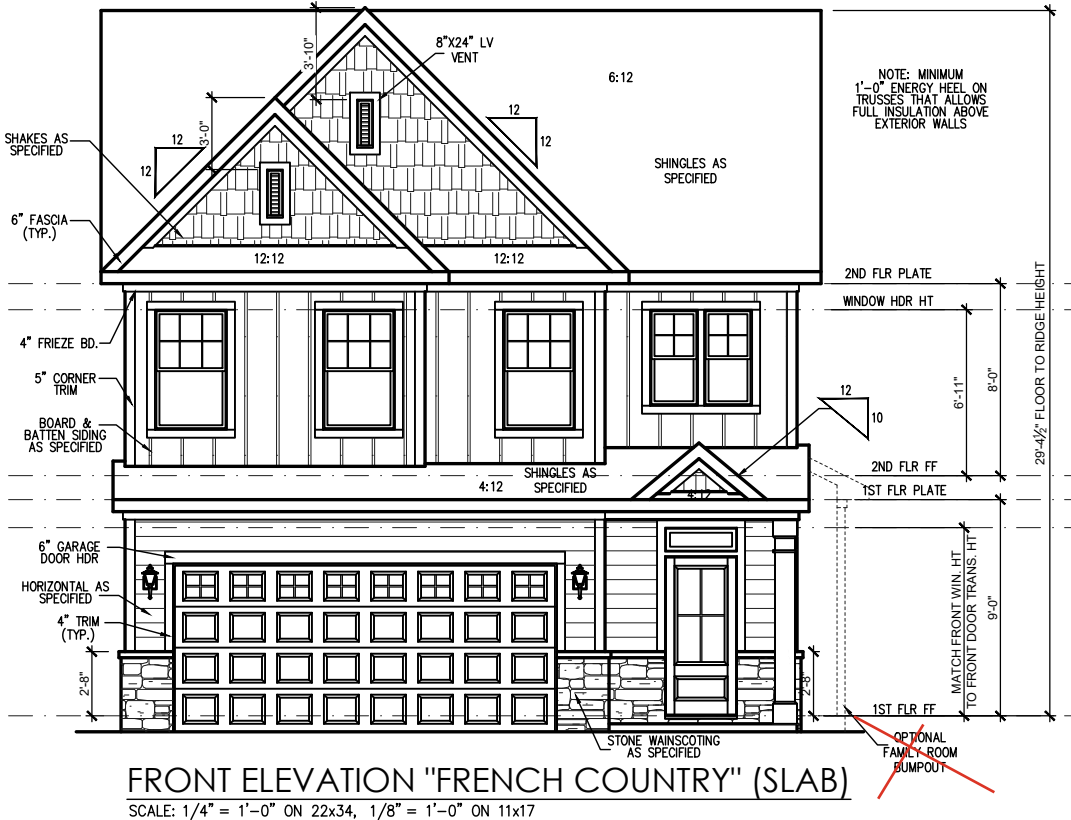 3'-10"
8"X24" LV
VENT
6:12
NOTE: MINIMUM
1'-0" ENERGY HEEL ON
TRUSSES THAT ALLOWS
FULL INSULATION ABOVE
EXTERIOR WALLS
SHAKES AS
SPECIFIED
12
12
3'-0"
12
12
SHINGLES AS
SPECIFIED
6" FASCIA
(TYP.)
12:12
12:12
2ND FLR PLATE
WINDOW HDR HT
4" FRIEZE BD.
5" CORNER
TRIM
BOARD &
BATTEN SIDING
AS SPECIFIED
6'-11"
8'-0"
29'-4½" FLOOR TO RIDGE HEIGHT
12
10
4:12
SHINGLES AS
SPECIFIED
4:12
2ND FLR FF
1ST FLR PLATE
6" GARAGE
DOOR HDR
HORIZONTAL AS
SPECIFIED
4" TRIM
(TYP.)
2'-8"
2'-8"
MATCH FRONT WIN. HT
TO FRONT DOOR TRANS. HT
9'-0"
1ST FLR FF
STONE WAINSCOTING
AS SPECIFIED
OPTIONAL
FAMILY ROOM
BUMPOUT
FRONT ELEVATION "FRENCH COUNTRY" (SLAB)
SCALE: 1/4" = 1'-0" ON 22x34, 1/8" = 1'-0" ON 11x17